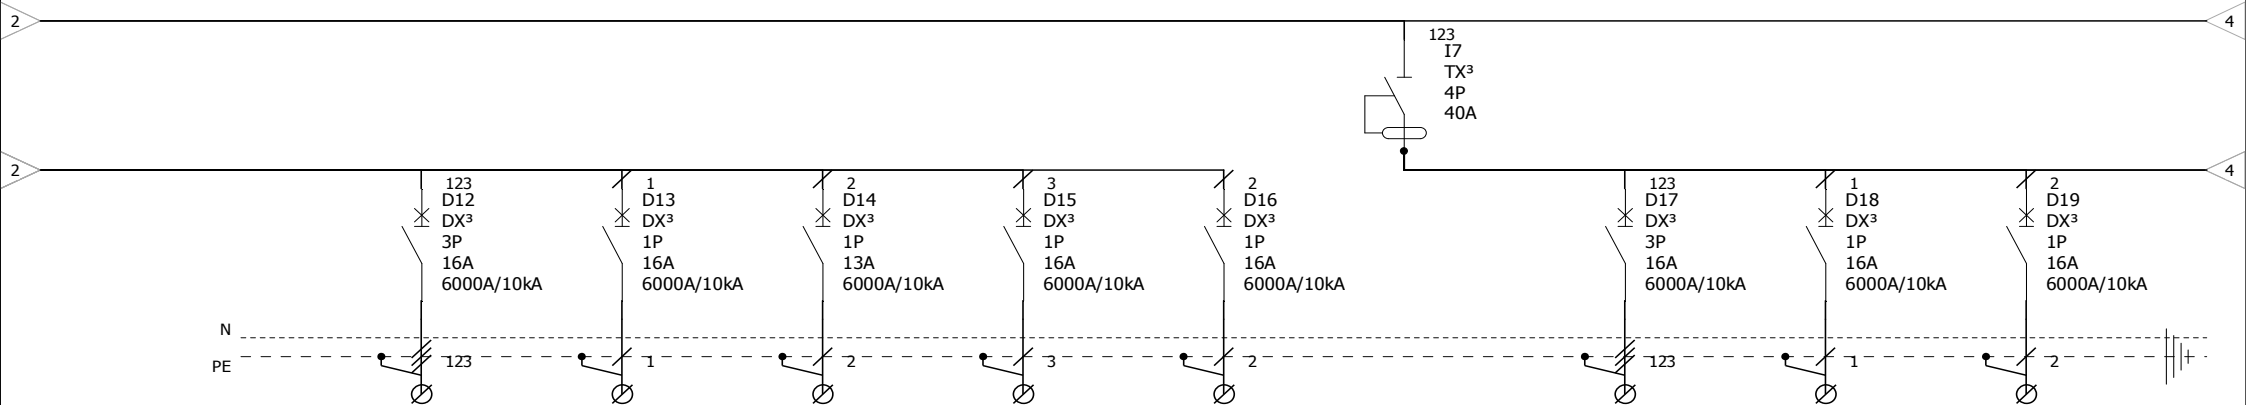 2
4
123
I7
TX³
4P
40A
2
4
123
D12
DX³
3P
16A
6000A/10kA
1
D13
DX³
1P
16A
6000A/10kA
2
D14
DX³
1P
13A
6000A/10kA
3
D15
DX³
1P
16A
6000A/10kA
2
D16
DX³
1P
16A
6000A/10kA
123
D17
DX³
3P
16A
6000A/10kA
1
D18
DX³
1P
16A
6000A/10kA
2
D19
DX³
1P
16A
6000A/10kA
N
PE
123
1
2
3
2
123
1
2